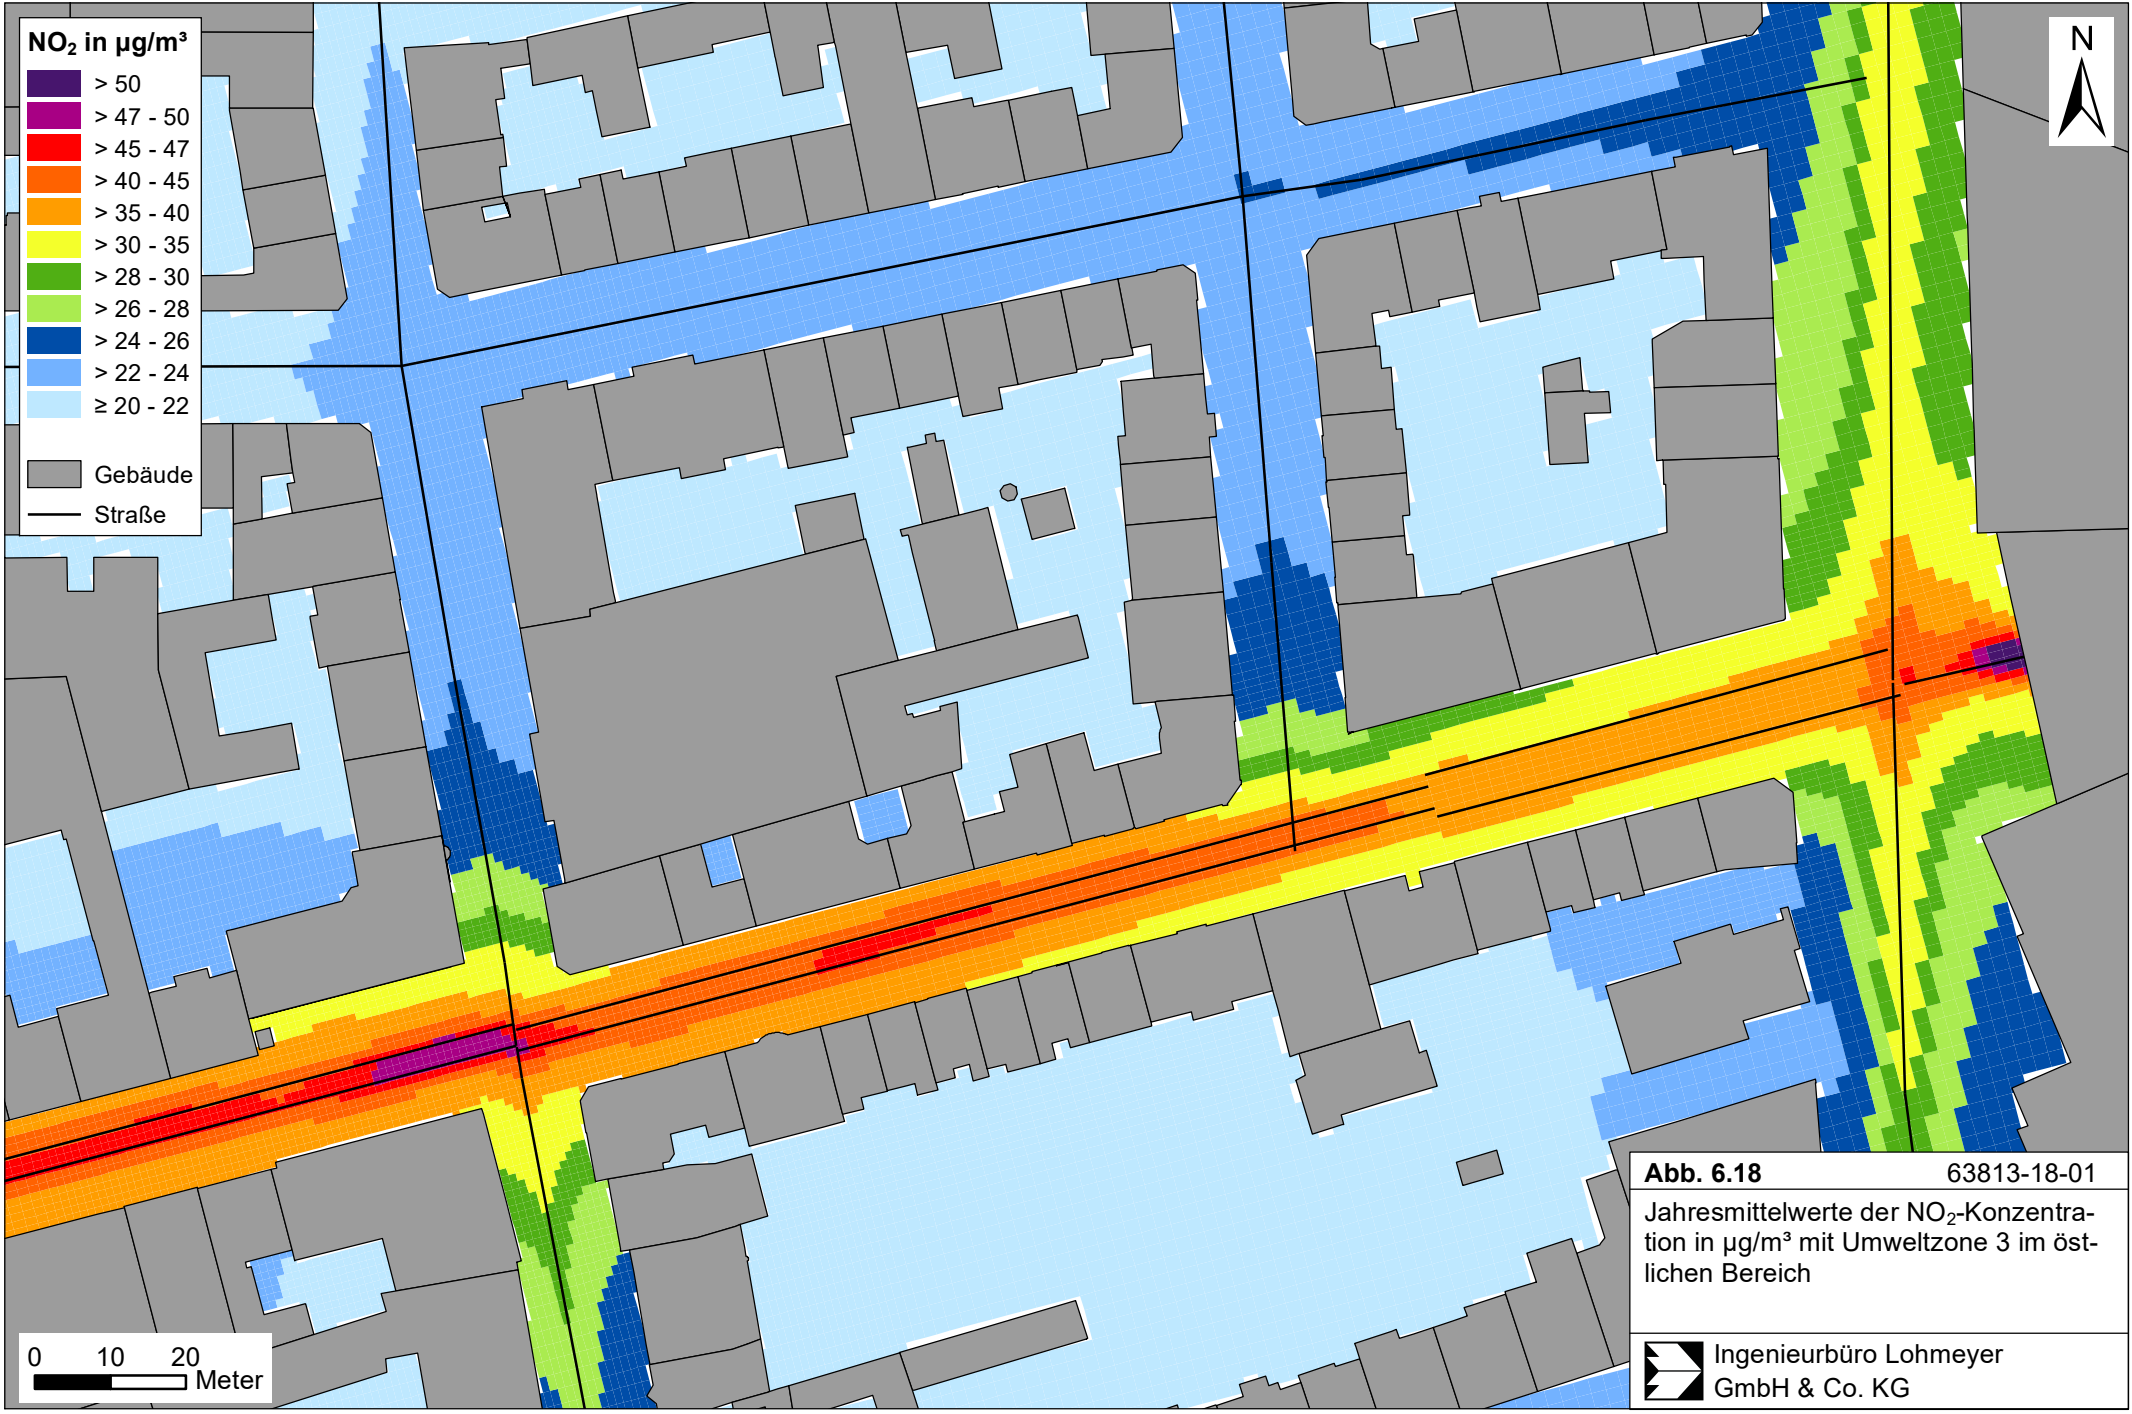 NO₂ in µg/m³
> 50
> 47 - 50
> 45 - 47
> 40 - 45
> 35 - 40
> 30 - 35
> 28 - 30
> 26 - 28
> 24 - 26
> 22 - 24
≥ 20 - 22
Gebäude
Straße
N
0 10 20
Meter
Abb. 6.18 63813-18-01
Jahresmittelwerte der NO₂-Konzentra-
tion in µg/m³ mit Umweltzone 3 im öst-
lichen Bereich
Ingenieurbüro Lohmeyer
GmbH & Co. KG